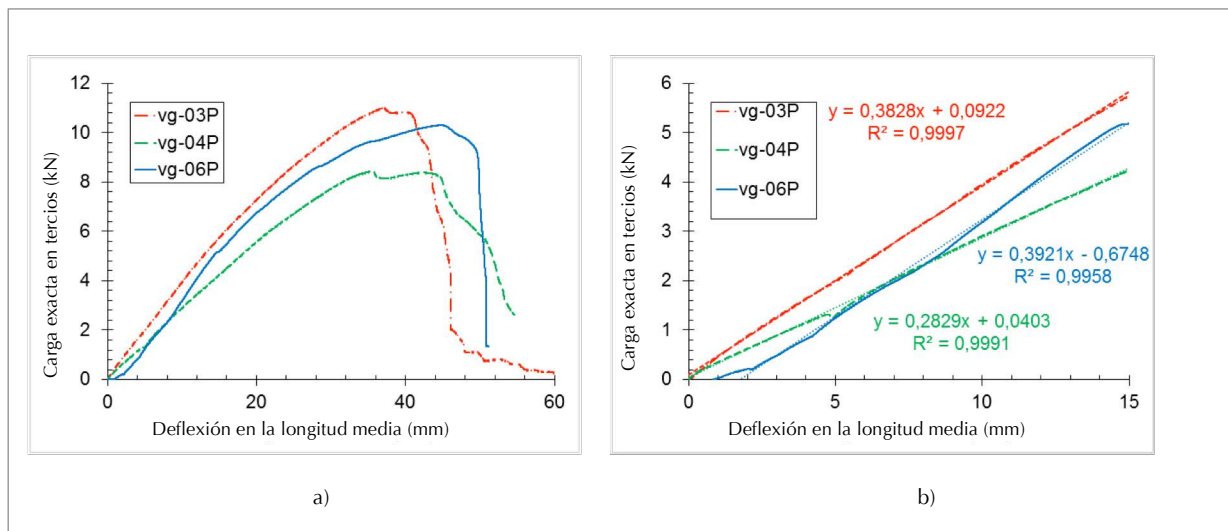 12
10
8
6
4
2
0
Carga exacta en tercios (kN)
vg-03P
vg-04P
vg-06P
0 20 40 60
Deflexión en la longitud media (mm)
a)
6
5
4
3
2
1
0
Carga exacta en tercios (kN)
vg-03P
vg-04P
vg-06P
y = 0,3828x + 0,0922
R² = 0,9997
y = 0,3921x - 0,6748
R² = 0,9958
y = 0,2829x + 0,0403
R² = 0,9991
0 5 10 15
Deflexión en la longitud media (mm)
b)